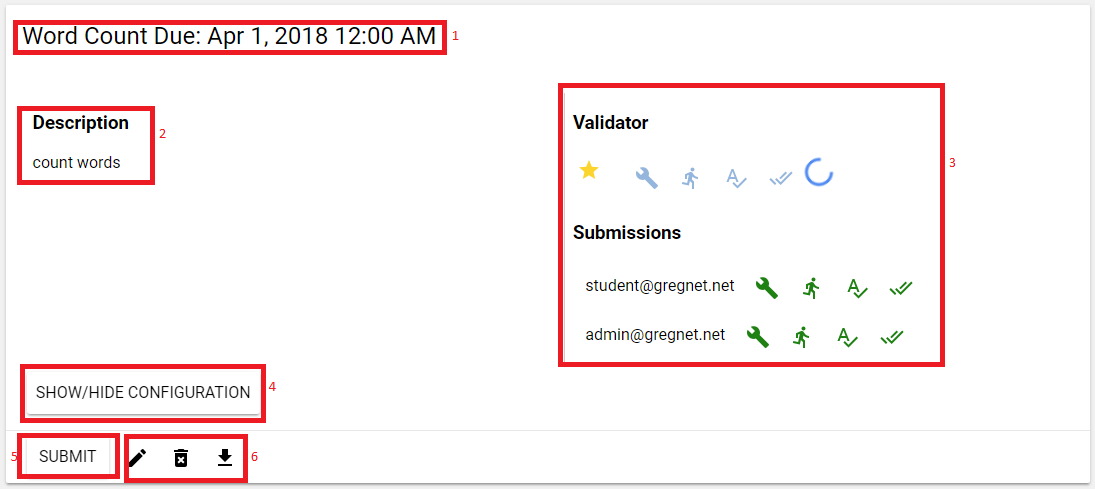 Word Count Due: Apr 1, 2018 12:00 AM 1
Description
count words
2
Validator
3
Submissions
student@gregnet.net
admin@gregnet.net
SHOW/HIDE CONFIGURATION 4
5 SUBMIT 6